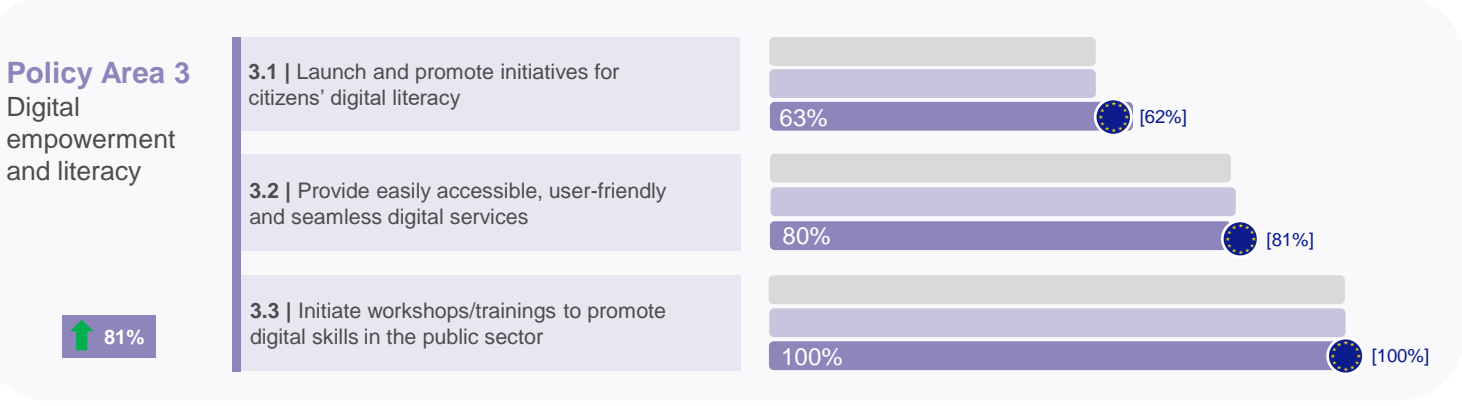 Policy Area 3
Digital
empowerment
and literacy
81%
3.1 | Launch and promote initiatives for
citizens’ digital literacy
63%
[62%]
3.2 | Provide easily accessible, user-friendly
and seamless digital services
80%
[81%]
3.3 | Initiate workshops/trainings to promote
digital skills in the public sector
100%
[100%]